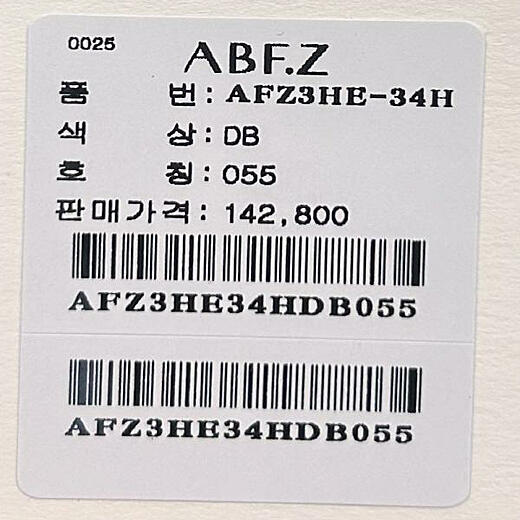 0025
ABF.Z
품 번 : AFZ3HE-34H
색 상 : DB
호 칭 : 055
판매가격 : 142,800
AFZ3HE34HDB055
AFZ3HE34HDB055